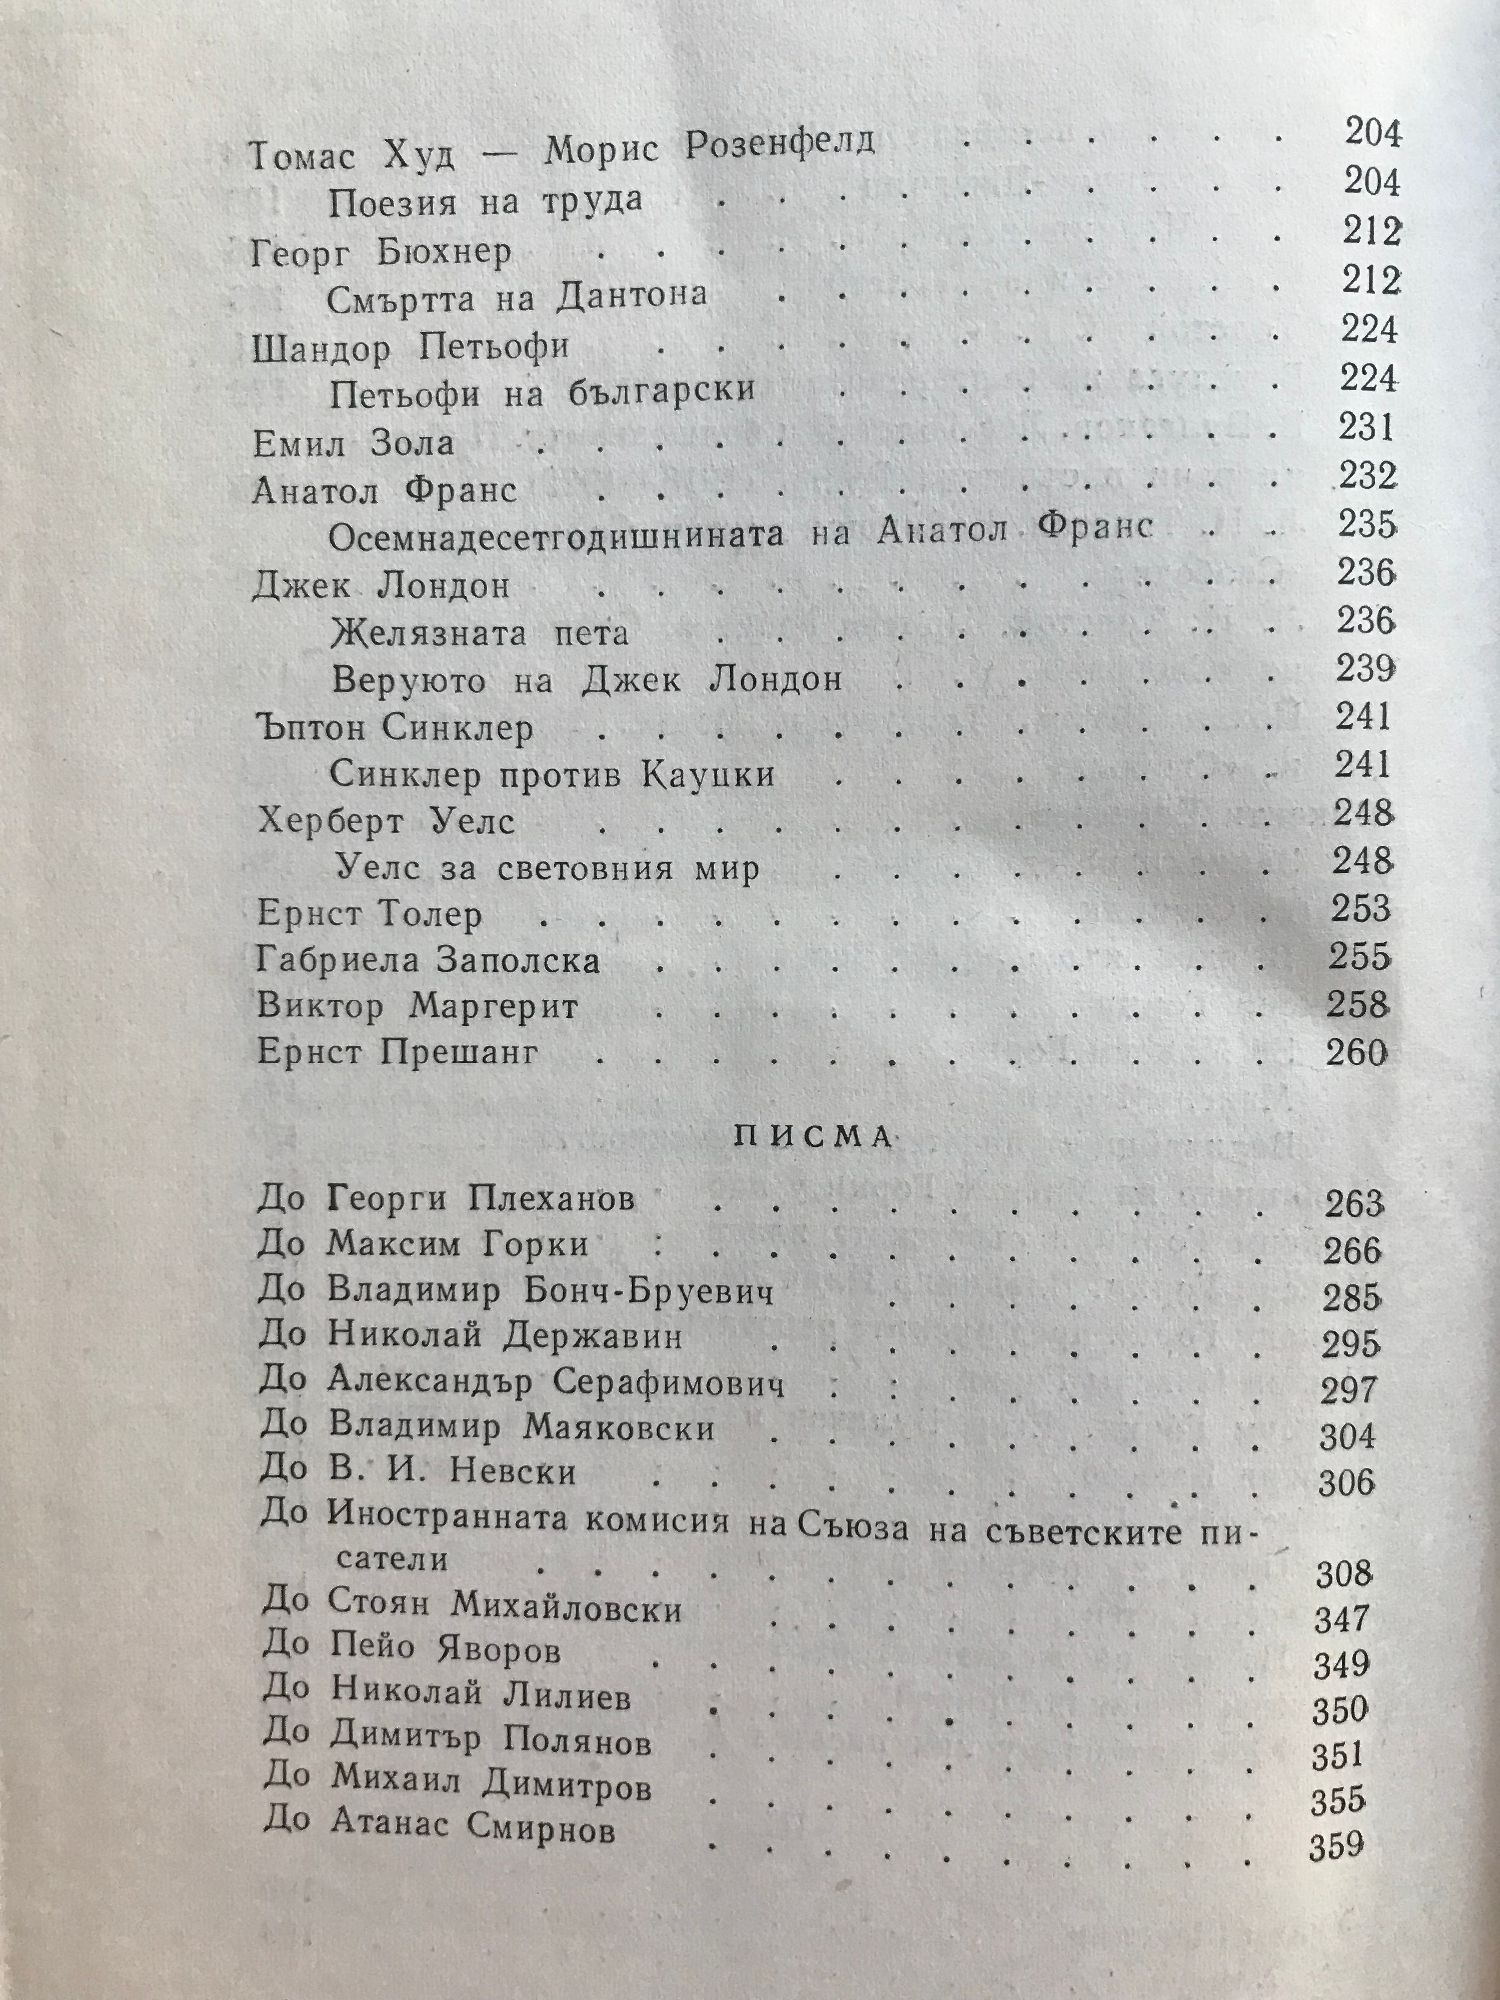 Томас Худ — Морис Розенфелд . . . . . . 204
Поезия на труда . . . . . . . . . . 204
Георг Бюхнер . . . . . . . . . . . . 212
Смъртта на Дантона . . . . . . . . . 212
Шандор Петьофи . . . . . . . . . . . 224
Петьофи на български . . . . . . . . 224
Емил Зола . . . . . . . . . . . . . 231
Анатол Франс . . . . . . . . . . . . 232
Осемнадесетгодишнината на Анатол Франс . . 235
Джек Лондон . . . . . . . . . . . . 236
Желязната пета . . . . . . . . . . 236
Веруюто на Джек Лондон . . . . . . . 239
Ъптон Синклер . . . . . . . . . . . . 241
Синклер против Кауцки . . . . . . . . 241
Херберт Уелс . . . . . . . . . . . . 248
Уелс за световния мир . . . . . . . . 248
Ернст Толер . . . . . . . . . . . . . 253
Габриела Заполска . . . . . . . . . . . 255
Виктор Маргерит . . . . . . . . . . . 258
Ернст Прешанг . . . . . . . . . . . . 260
ПИСМА
До Георги Плеханов . . . . . . . . . . 263
До Максим Горки : . . . . . . . . . . 266
До Владимир Бонч-Бруевич . . . . . . . 285
До Николай Державин . . . . . . . . . 295
До Александър Серафимович . : . . . . . . 297
До Владимир Маяковски . . . . . . . . . 304
До В. И. Невски . . . . . . . . . . . 306
До Иностранната комисия на Съюза на съветските пи-
сатели . . . . . . . . . . . . . 308
До Стоян Михайловски . . . . . . . . . 347
До Пейо Яворов . . . . . . . . . . . 349
До Николай Лилиев . . . . . . . . . . 350
До Димитър Полянов . . . . . . . . . . 351
До Михаил Димитров . . . . . . . . . . 355
До Атанас Смирнов . . . . . . . . . . 359